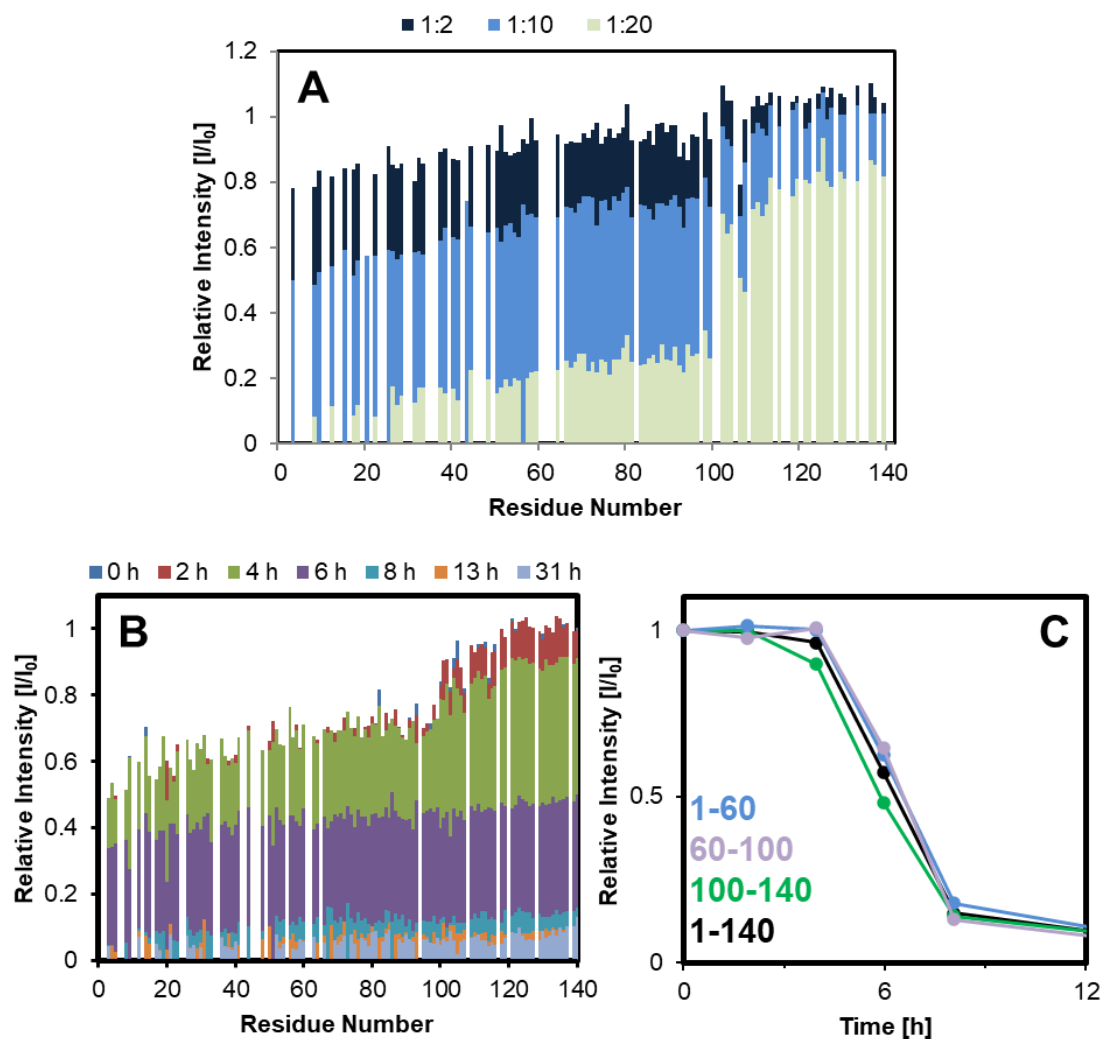 1:2 1:10 1:20
A
1.2
1
0.8
0.6
0.4
0.2
0
Relative Intensity [I/I₀]
0 20 40 60 80 100 120 140
Residue Number
0 h 2 h 4 h 6 h 8 h 13 h 31 h
B
1
0.8
0.6
0.4
0.2
0
Relative Intensity [I/I₀]
0 20 40 60 80 100 120 140
Residue Number
C
1
0.5
0
Relative Intensity [I/I₀]
1-60
60-100
100-140
1-140
0 6 12
Time [h]